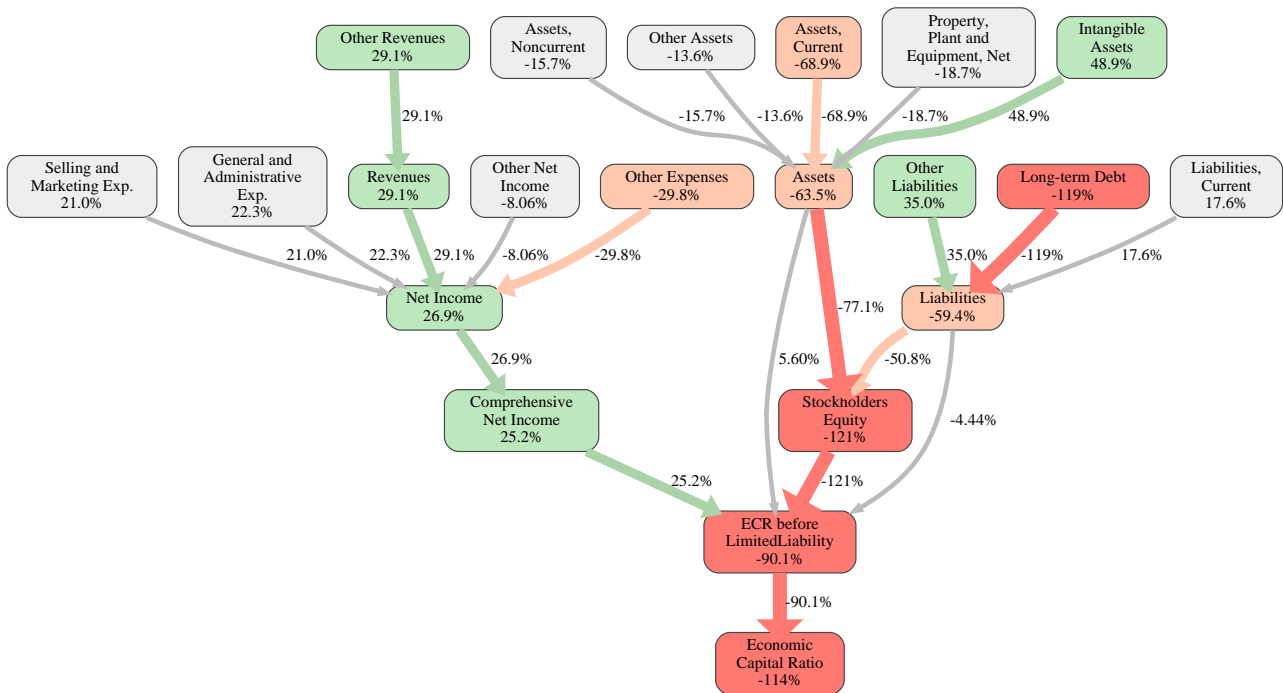 Other Revenues
29.1%
Assets,
Noncurrent
-15.7%
Other Assets
-13.6%
Assets,
Current
-68.9%
Property,
Plant and
Equipment, Net
-18.7%
Intangible
Assets
48.9%
29.1%
-15.7%
-13.6%
-68.9%
-18.7%
48.9%
Selling and
Marketing Exp.
21.0%
General and
Administrative
Exp.
22.3%
Revenues
29.1%
Other Net
Income
-8.06%
Other Expenses
-29.8%
Assets
-63.5%
Other
Liabilities
35.0%
Long-term Debt
-119%
Liabilities,
Current
17.6%
21.0%
22.3%
29.1%
-8.06%
-29.8%
35.0%
-119%
17.6%
Net Income
26.9%
-77.1%
Liabilities
-59.4%
26.9%
5.60%
-50.8%
Comprehensive
Net Income
25.2%
Stockholders
Equity
-121%
-4.44%
25.2%
-121%
ECR before
LimitedLiability
-90.1%
-90.1%
Economic
Capital Ratio
-114%